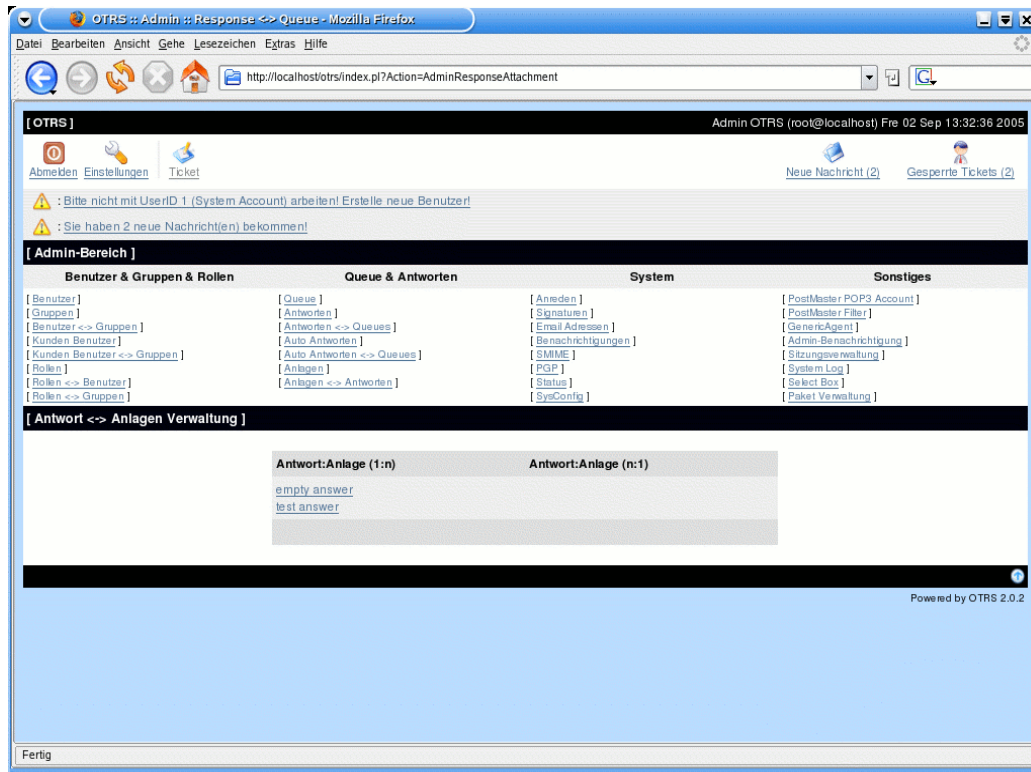 OTRS :: Admin :: Response <-> Queue - Mozilla Firefox
Datei Bearbeiten Ansicht Gehe Lesezeichen Extras Hilfe
http://localhost/otrs/index.pl?Action=AdminResponseAttachment
G
[ OTRS ] Admin OTRS (root@localhost) Fre 02 Sep 13:32:36 2005
Abmelden Einstellungen Ticket Neue Nachricht (2) Gesperrte Tickets (2)
: Bitte nicht mit UserID 1 (System Account) arbeiten! Erstelle neue Benutzer!
: Sie haben 2 neue Nachricht(en) bekommen!
[ Admin-Bereich ]
Benutzer & Gruppen & Rollen Queue & Antworten System Sonstiges
[ Benutzer ] [ Queue ] [ Anreden ] [ PostMaster POP3 Account ]
[ Gruppen ] [ Antworten ] [ Signaturen ] [ PostMaster Filter ]
[ Benutzer <-> Gruppen ] [ Antworten <-> Queues ] [ Email Adressen ] [ GenericAgent ]
[ Kunden Benutzer ] [ Auto Antworten ] [ Benachrichtigungen ] [ Admin-Benachrichtigung ]
[ Kunden Benutzer <-> Gruppen ] [ Auto Antworten <-> Queues ] [ SMIME ] [ Sitzungsverwaltung ]
[ Rollen ] [ Anlagen ] [ PGP ] [ System Log ]
[ Rollen <-> Benutzer ] [ Anlagen <-> Antworten ] [ Status ] [ Select Box ]
[ Rollen <-> Gruppen ] [ SysConfig ] [ Paket Verwaltung ]
[ Antwort <-> Anlagen Verwaltung ]
Antwort:Anlage (1:n) Antwort:Anlage (n:1)
empty answer
test answer
Powered by OTRS 2.0.2
Fertig